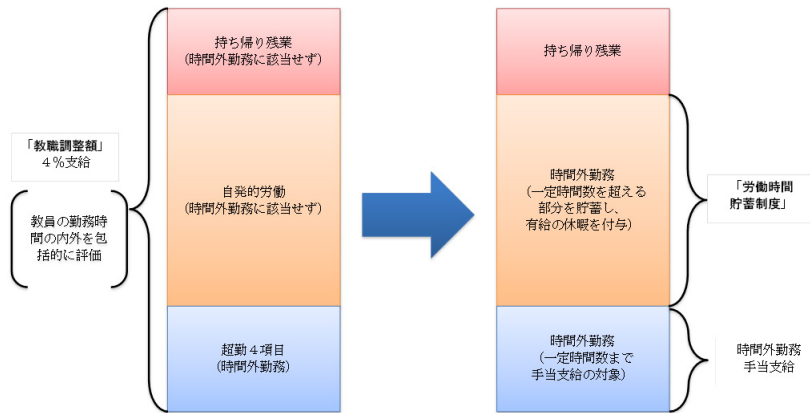 「教職調整額」
４％支給
教員の勤務時
間の内外を包
括的に評価
持ち帰り残業
(時間外勤務に該当せず)
自発的労働
(時間外勤務に該当せず)
超勤４項目
(時間外勤務)
持ち帰り残業
時間外勤務
(一定時間数を超える
部分を貯蓄し、
有給の休暇を付与)
時間外勤務
(一定時間数まで
手当支給の対象)
「労働時間
貯蓄制度」
時間外勤務
手当支給